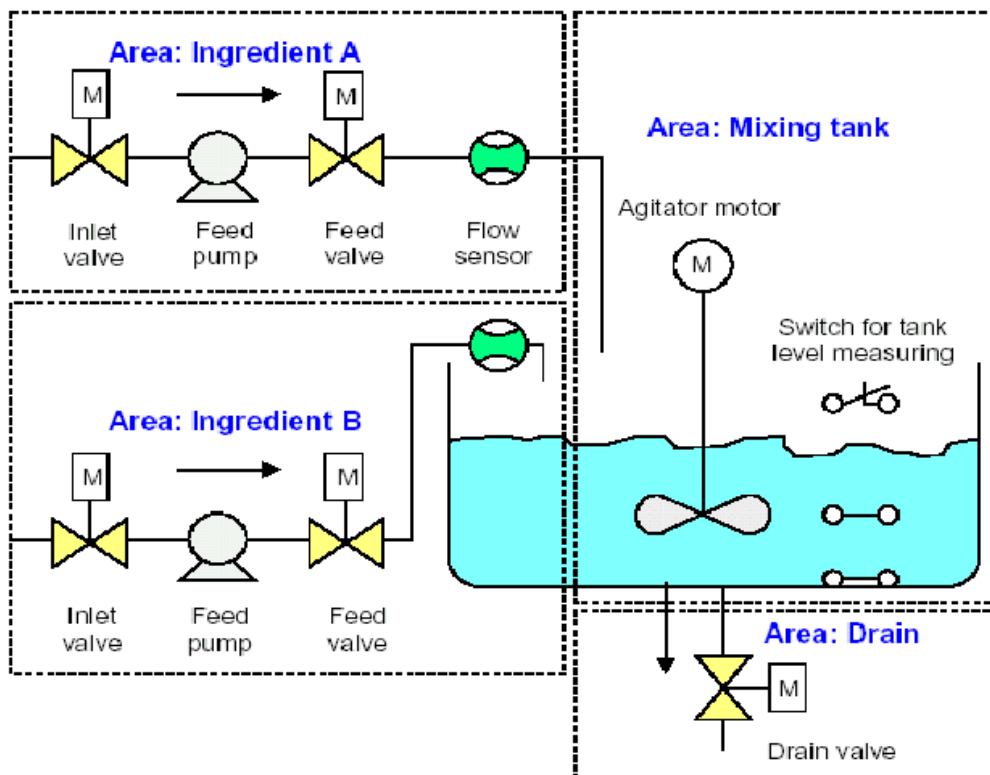 Area: Ingredient A
M
M
Inlet
valve
Feed
pump
Feed
valve
Flow
sensor
Area: Mixing tank
Agitator motor
M
Switch for tank
level measuring
Area: Ingredient B
M
M
Inlet
valve
Feed
pump
Feed
valve
Area: Drain
M
Drain valve